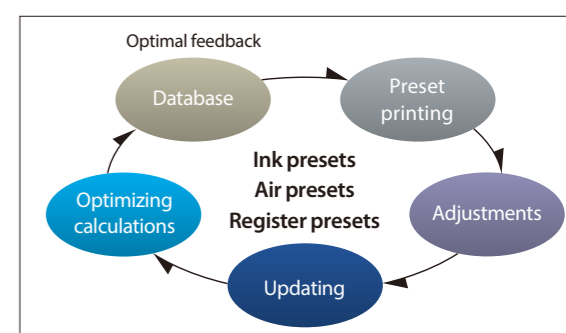 Optimal feedback
Database
Preset
printing
Ink presets
Air presets
Register presets
Optimizing
calculations
Adjustments
Updating